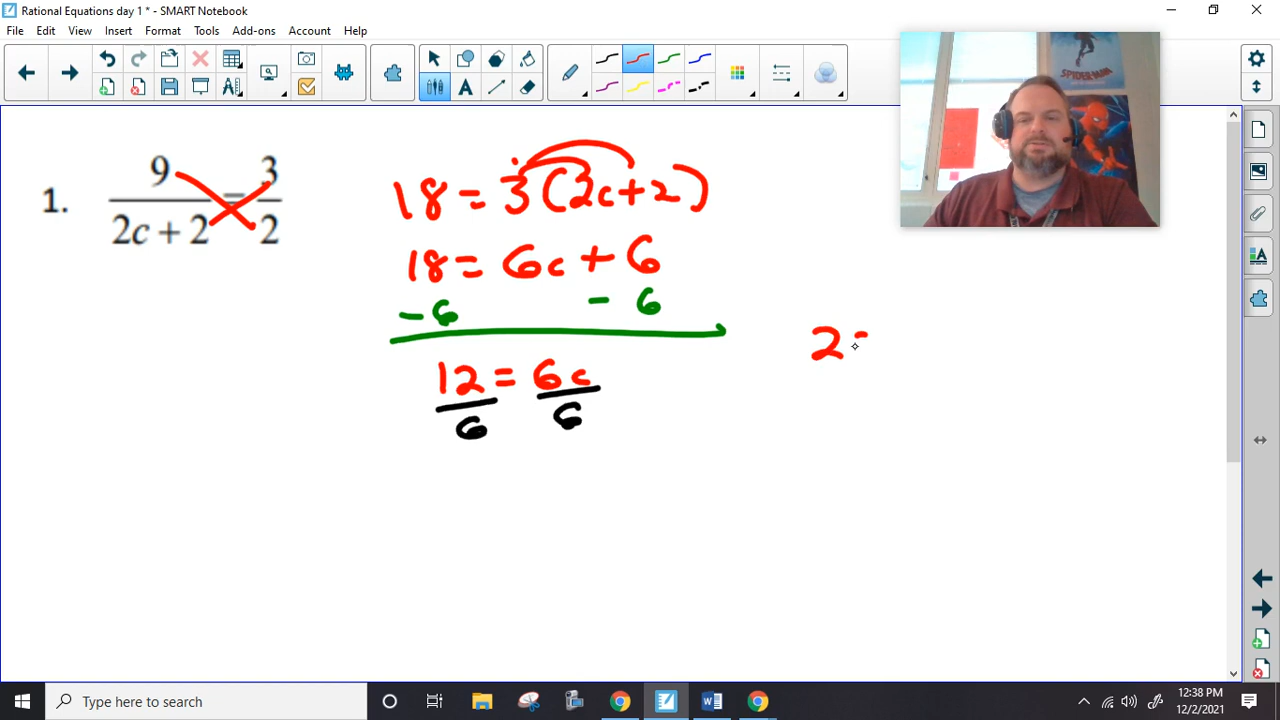 Rational Equations day 1 * - SMART Notebook
File Edit View Insert Format Tools Add-ons Account Help
SPIDER-MAN
1. 9/(2c + 2) = 3/2
18 = 3(2c+2)
18 = 6c + 6
-6 - 6
12 = 6c
6 6
2 =
Type here to search
12:38 PM
12/2/2021